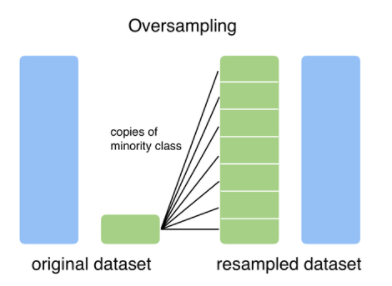 Oversampling
copies of
minority class
original dataset
resampled dataset